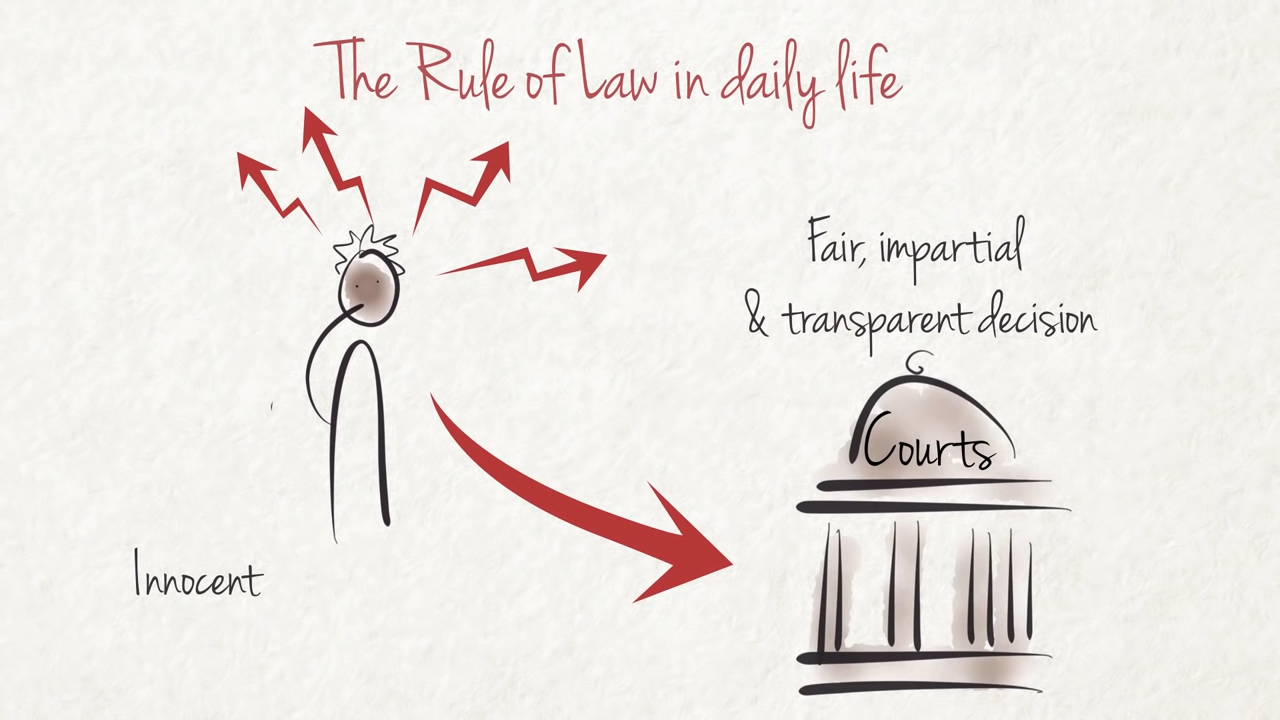 The Rule of Law in daily life
Fair, impartial
& transparent decision
Courts
Innocent